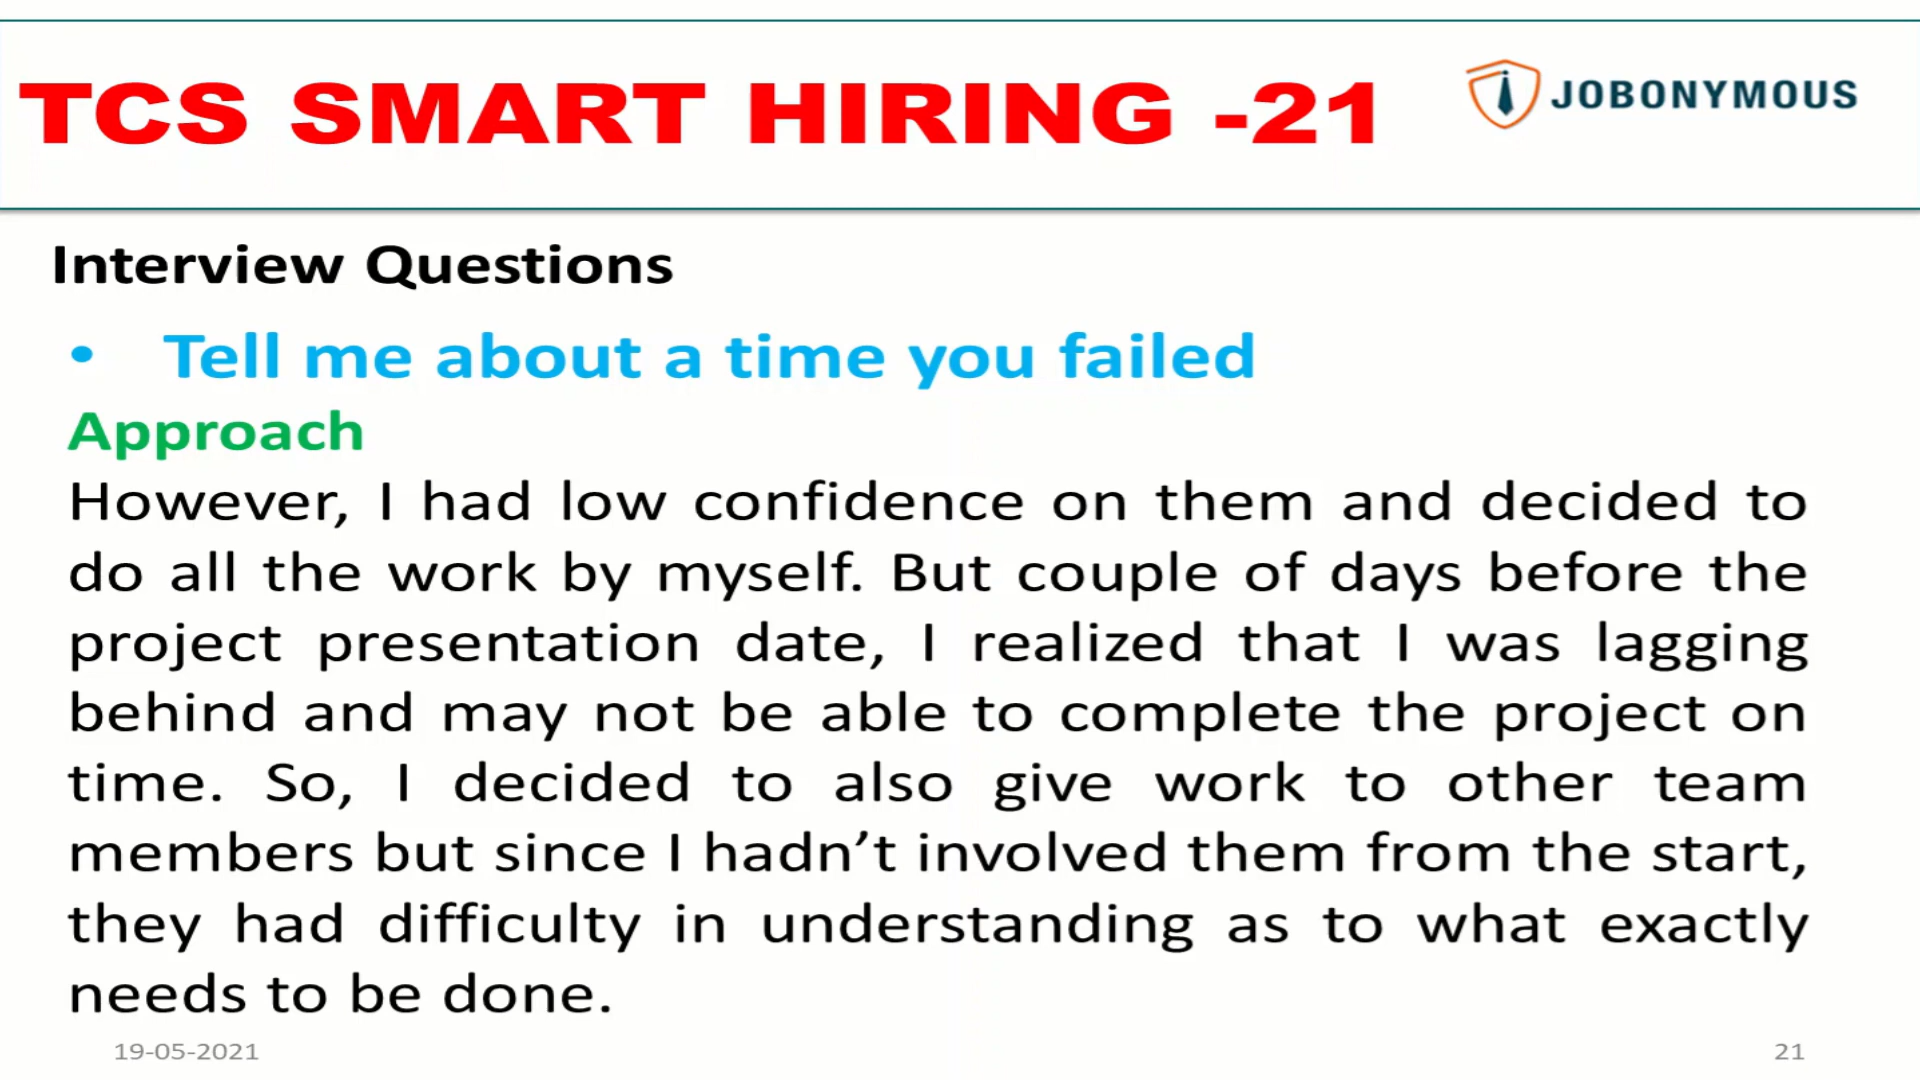 TCS SMART HIRING -21
JOBONYMOUS
Interview Questions
• Tell me about a time you failed
Approach
However, I had low confidence on them and decided to
do all the work by myself. But couple of days before the
project presentation date, I realized that I was lagging
behind and may not be able to complete the project on
time. So, I decided to also give work to other team
members but since I hadn’t involved them from the start,
they had difficulty in understanding as to what exactly
needs to be done.
19-05-2021
21